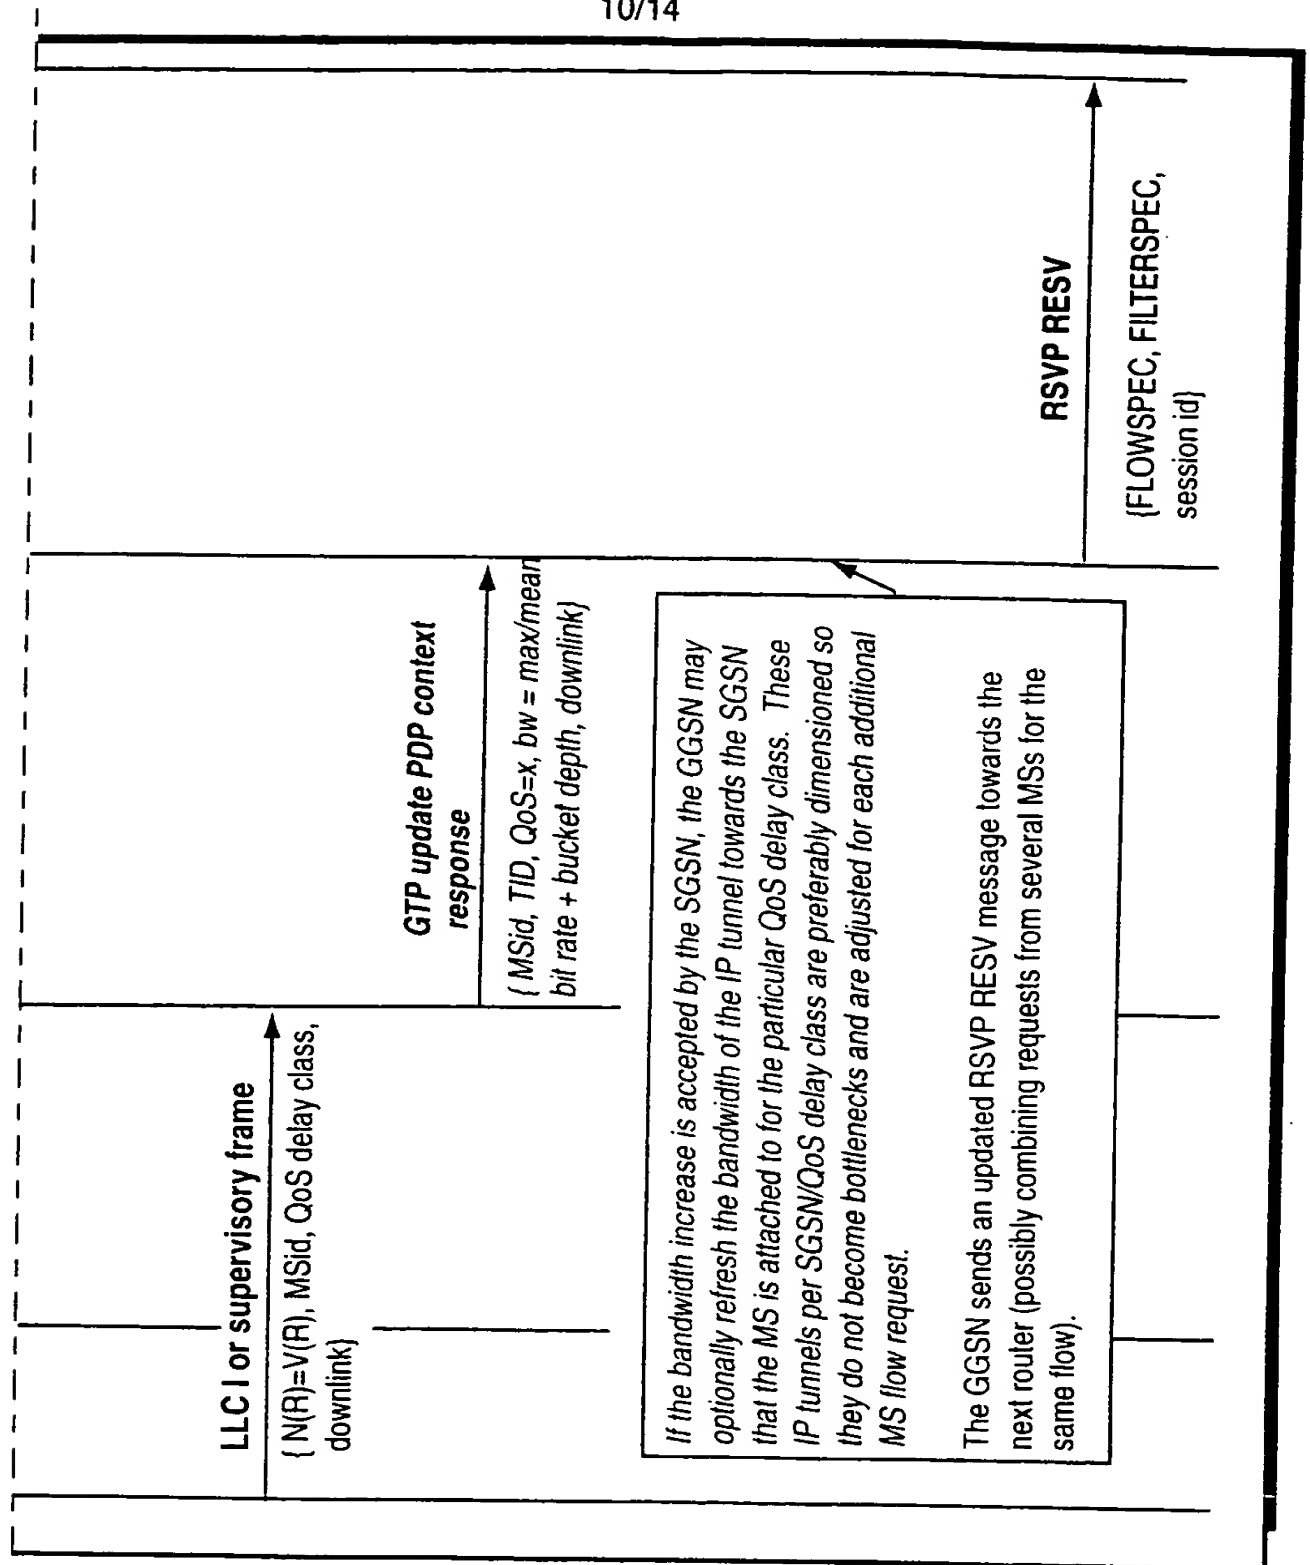 10/14
LLC I or supervisory frame
{ N(R)=V(R), MSid, QoS delay class,
downlink}
GTP update PDP context
response
{ MSid, TID, QoS=x, bw = max/mean
bit rate + bucket depth, downlink}
If the bandwidth increase is accepted by the SGSN, the GGSN may
optionally refresh the bandwidth of the IP tunnel towards the SGSN
that the MS is attached to for the particular QoS delay class. These
IP tunnels per SGSN/QoS delay class are preferably dimensioned so
they do not become bottlenecks and are adjusted for each additional
MS flow request.
The GGSN sends an updated RSVP RESV message towards the
next router (possibly combining requests from several MSs for the
same flow).
RSVP RESV
{FLOWSPEC, FILTERSPEC,
session id}